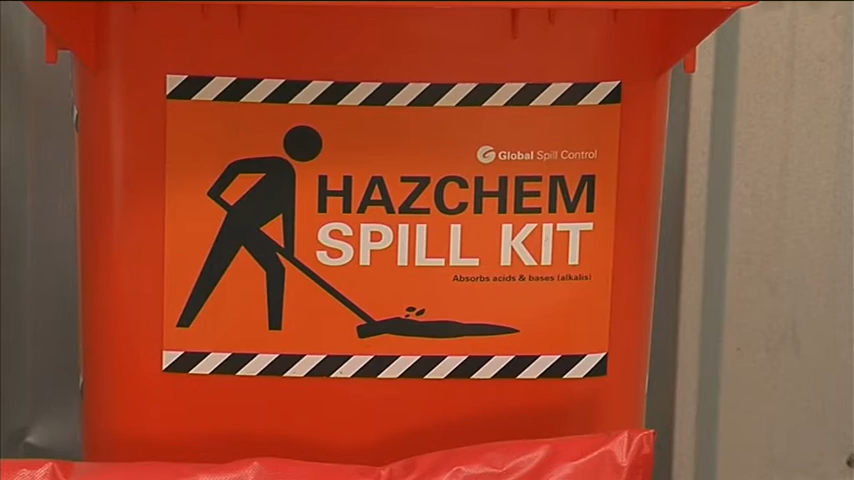 Global Spill Control
HAZCHEM
SPILL KIT
Absorbs acids & bases (alkalis)